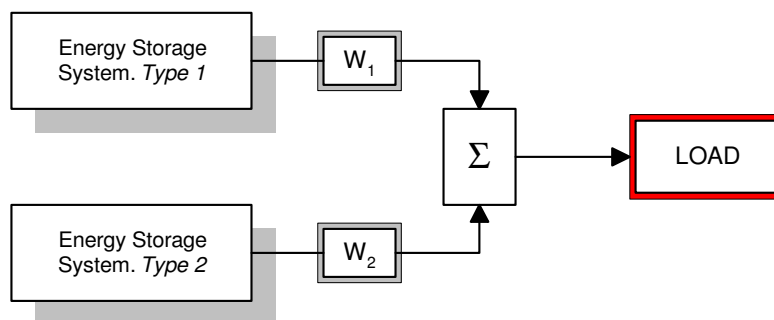 Energy Storage
System. Type 1
W1
Σ
LOAD
Energy Storage
System. Type 2
W2